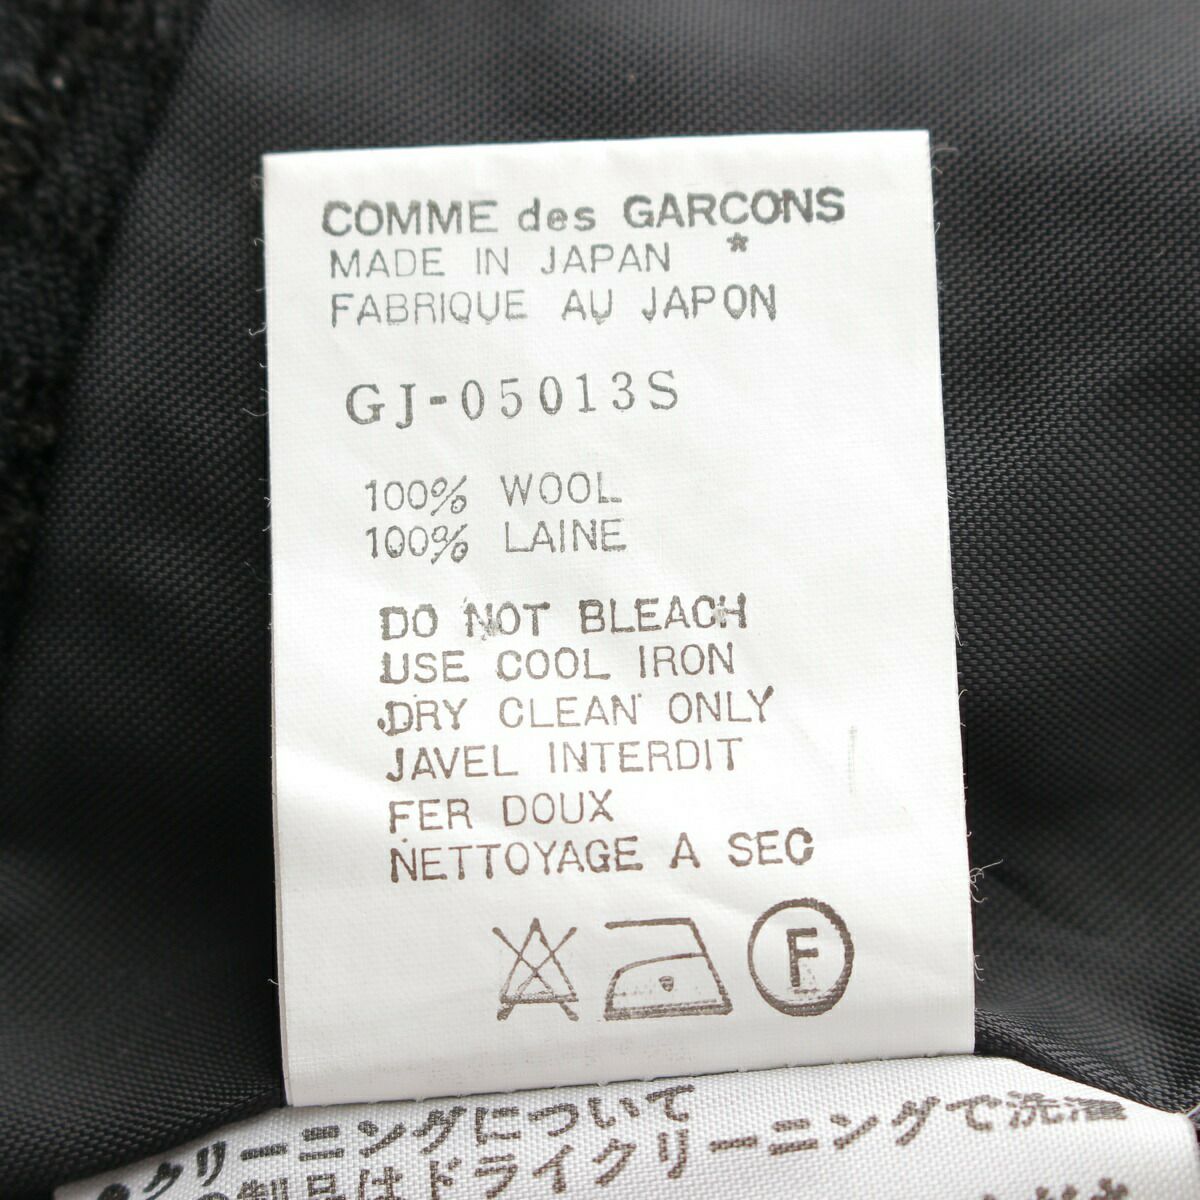 COMME des GARCONS
*
MADE IN JAPAN
FABRIQUE AU JAPON
GJ-05013S
100% WOOL
100% LAINE
DO NOT BLEACH
USE COOL IRON
DRY CLEAN ONLY
JAVEL INTERDIT
FER DOUX
NETTOYAGE A SEC
F
●クリーニングについて
製品はドライクリーニングで洗濯